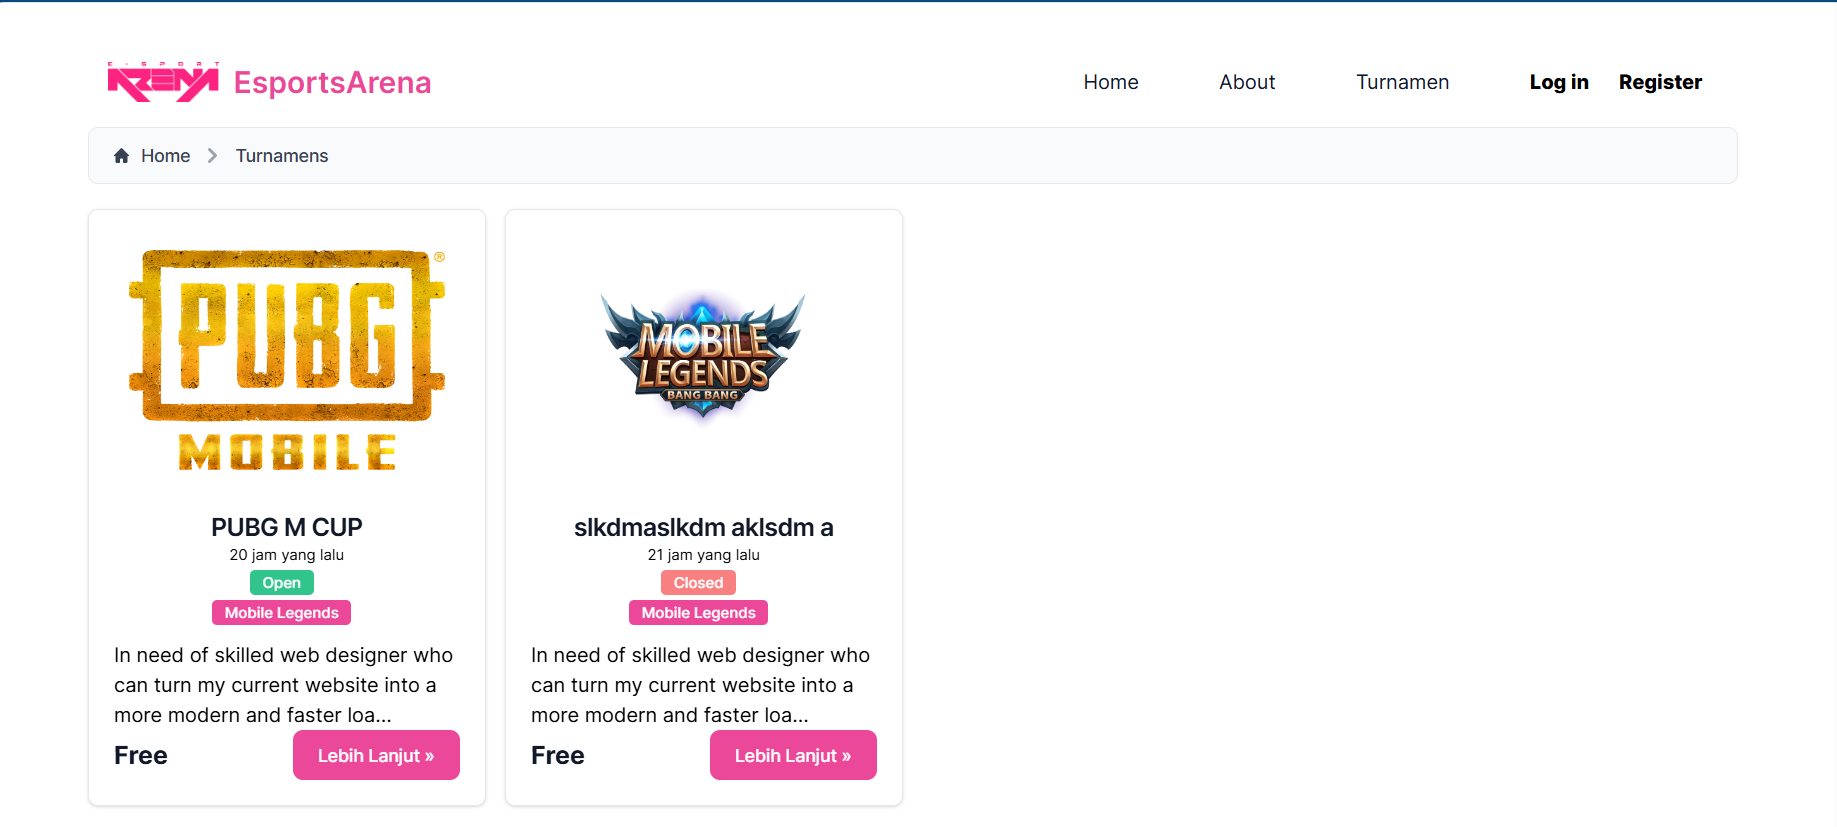 E-SPORT
ARENA
EsportsArena
Home
About
Turnamen
Log in
Register
Home
Turnamens
PUBG
®
MOBILE
PUBG M CUP
20 jam yang lalu
Open
Mobile Legends
In need of skilled web designer who
can turn my current website into a
more modern and faster loa...
Free
Lebih Lanjut »
MOBILE
LEGENDS
BANG BANG
slkdmaslkdm aklsdm a
21 jam yang lalu
Closed
Mobile Legends
In need of skilled web designer who
can turn my current website into a
more modern and faster loa...
Free
Lebih Lanjut »